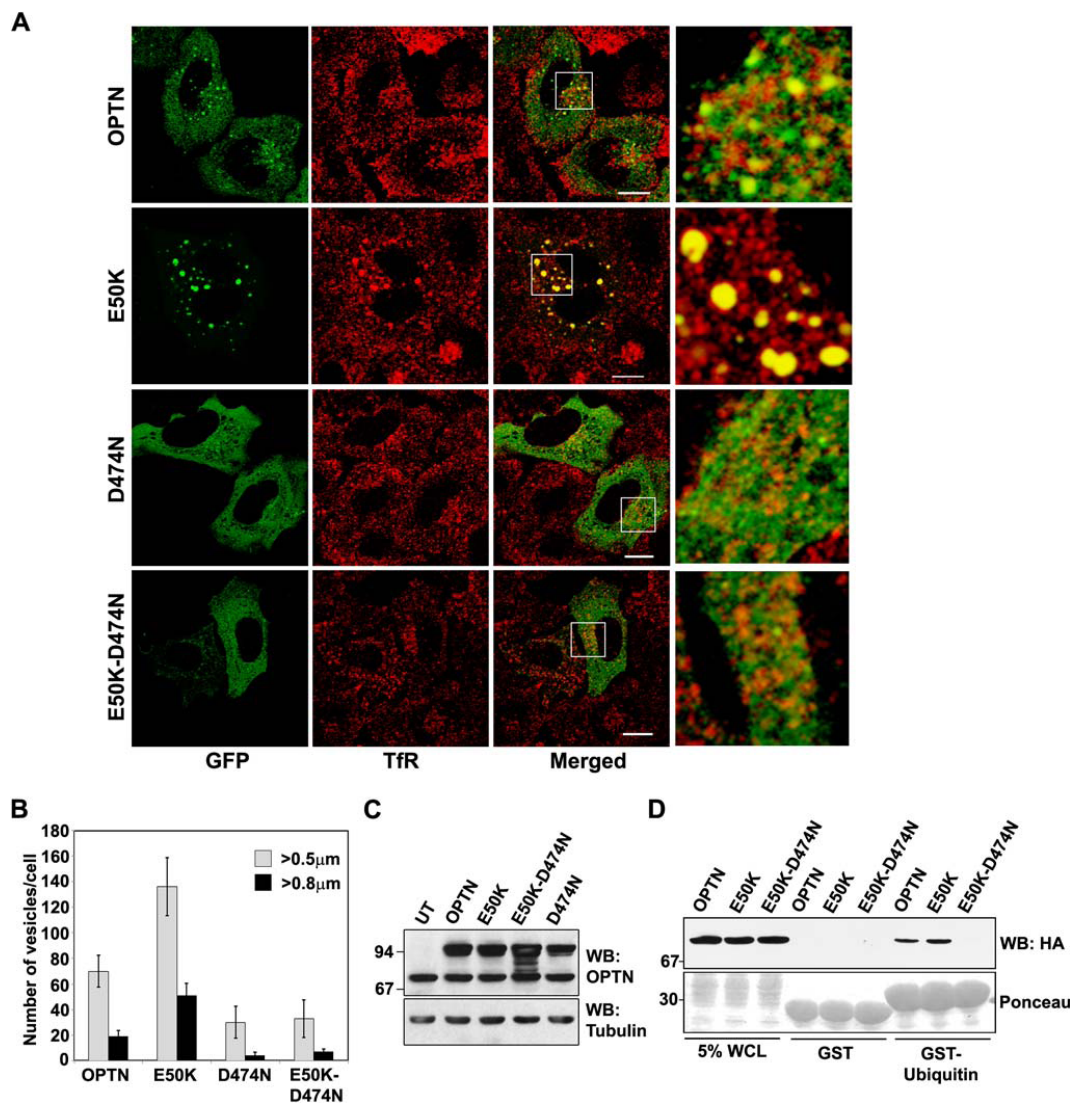 A
OPTN
E50K
D474N
E50K-D474N
GFP TfR Merged
B
Number of vesicles/cell
180
160
140
120
100
80
60
40
20
0
>0.5μm
>0.8μm
OPTN E50K D474N E50K-
D474N
C
UT OPTN E50K E50K-D474N D474N
94
67
WB:
OPTN
WB:
Tubulin
D
OPTN E50K E50K-D474N OPTN E50K E50K-D474N OPTN E50K E50K-D474N
67
WB: HA
30
Ponceau
5% WCL GST GST-
Ubiquitin